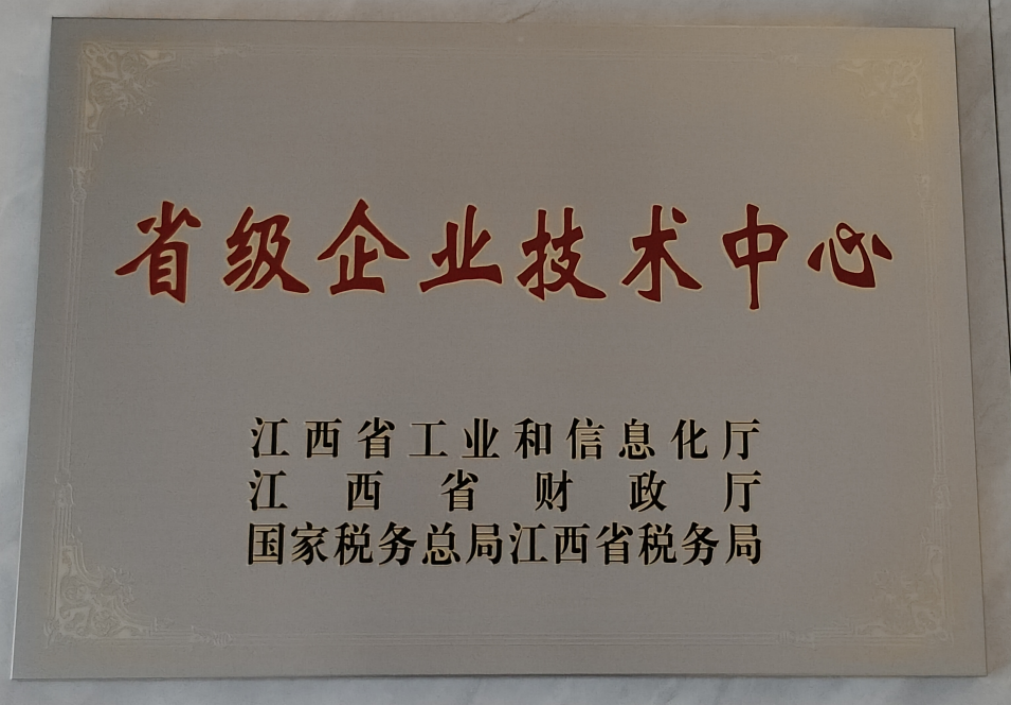 省级企业技术中心
江西省工业和信息化厅
江西省财政厅
国家税务总局江西省税务局